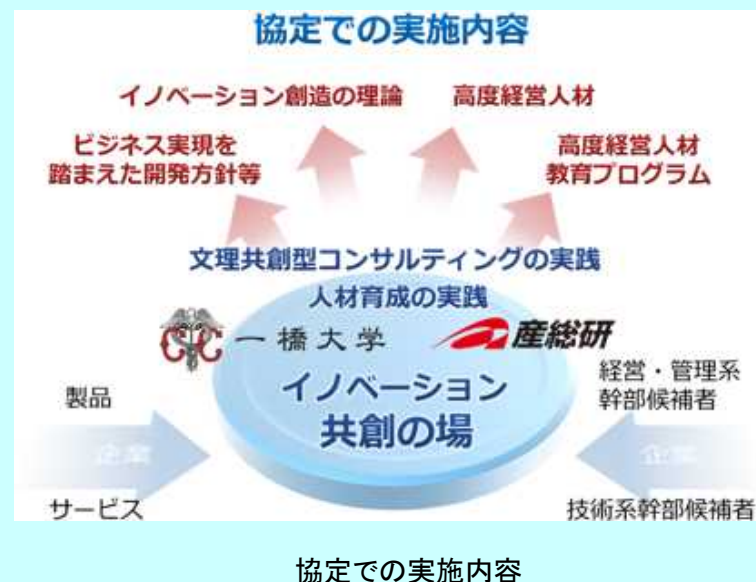 協定での実施内容
イノベーション創造の理論
高度経営人材
ビジネス実現を
踏まえた開発方針等
高度経営人材
教育プログラム
文理共創型コンサルティングの実践
人材育成の実践
一橋大学
産総研
イノベーション
共創の場
製品
企業
サービス
経営・管理系
幹部候補者
企業
技術系幹部候補者
協定での実施内容